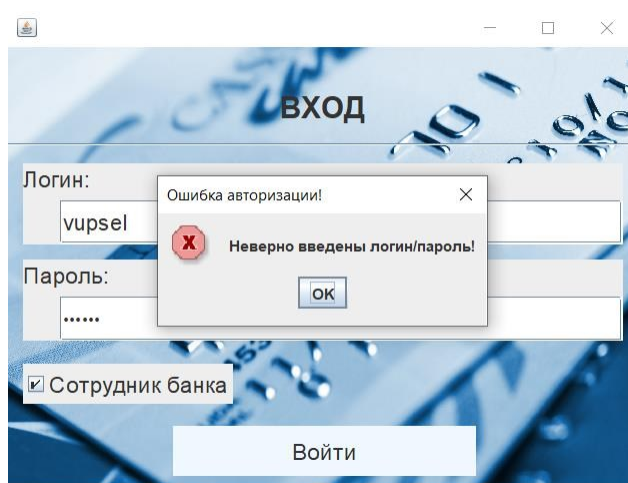 ВХОД
Логин:
Ошибка авторизации!
vupsel
Неверно введены логин/пароль!
Пароль:
OK
••••••
Сотрудник банка
Войти